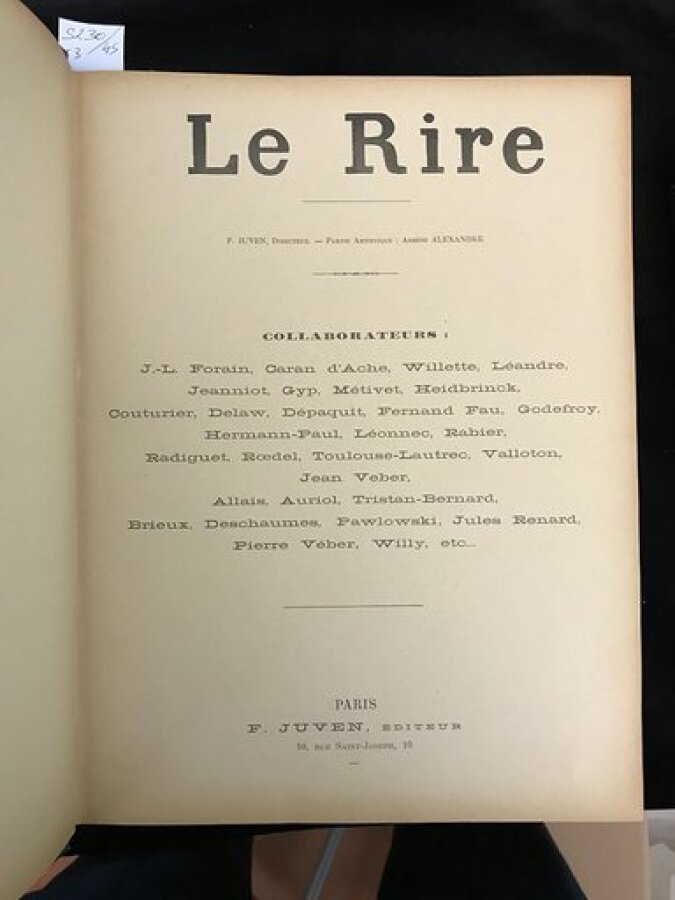 Le Rire
F. JUVEN, Directeur. — Partie Artistique : Arsène ALEXANDRE
COLLABORATEURS :
J.-L. Forain, Caran d'Ache, Willette, Léandre,
Jeanniot, Gyp, Métivet, Heidbrinck,
Couturier, Delaw, Dépaquit, Fernand Fau, Godefroy,
Hermann-Paul, Léonnec, Rabier,
Radiguet, Rœdel, Toulouse-Lautrec, Valloton,
Jean Veber,
Allais, Auriol, Tristan-Bernard,
Brieux, Deschaumes, Pawlowski, Jules Renard,
Pierre Véber, Willy, etc...
PARIS
F. JUVEN, ÉDITEUR
10, RUE SAINT-JOSEPH, 10